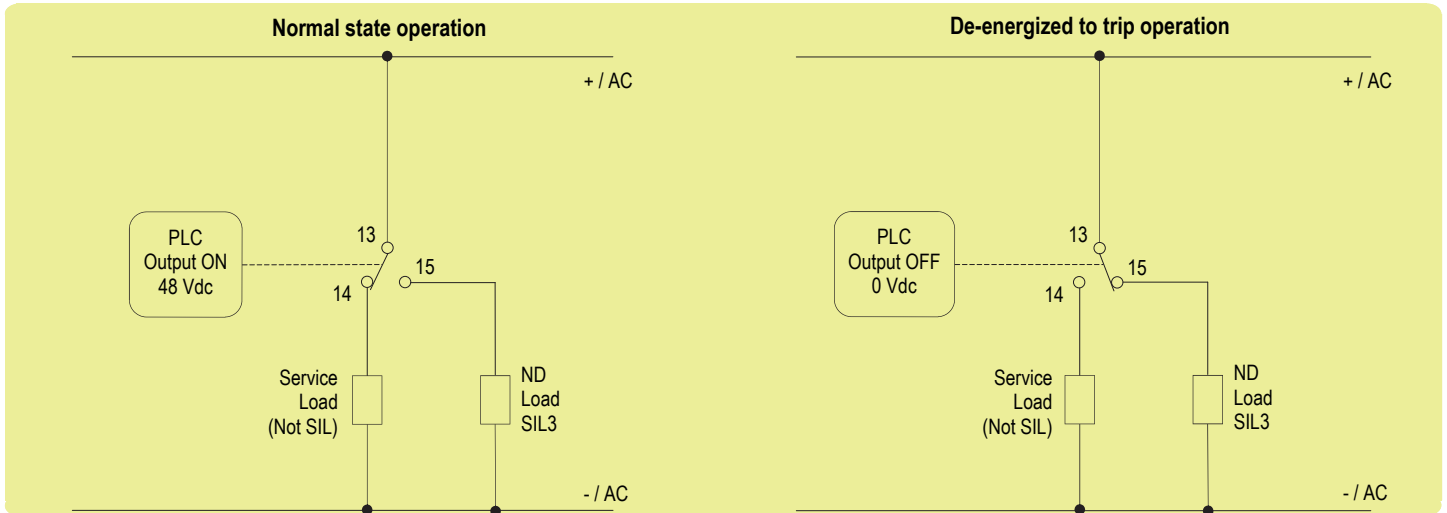 Normal state operation
+ / AC
PLC
Output ON
48 Vdc
13
15
14
Service
Load
(Not SIL)
ND
Load
SIL3
- / AC
De-energized to trip operation
+ / AC
PLC
Output OFF
0 Vdc
13
15
14
Service
Load
(Not SIL)
ND
Load
SIL3
- / AC